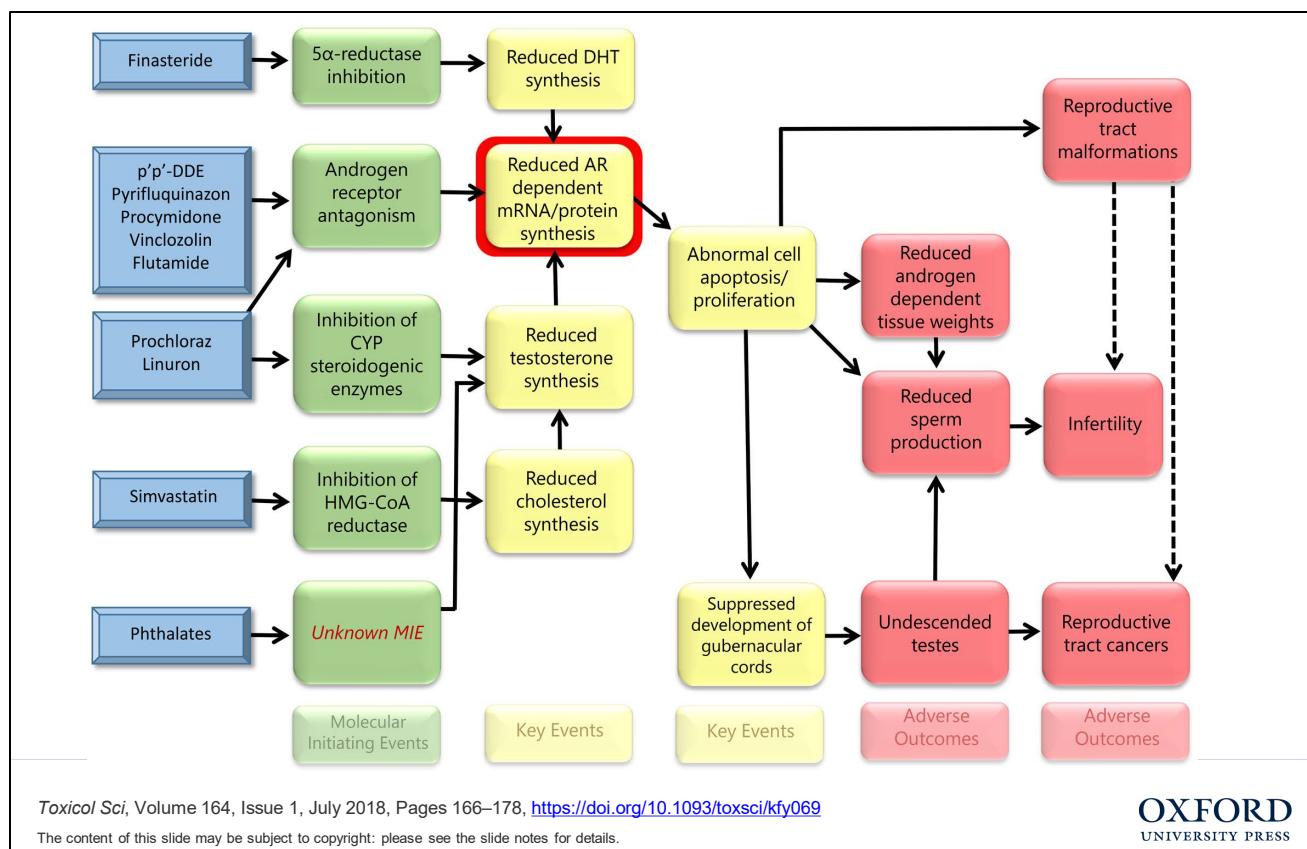 Finasteride
5α-reductase
inhibition
Reduced DHT
synthesis
Reproductive
tract
malformations
p'p'-DDE
Pyrifluquinazon
Procymidone
Vinclozolin
Flutamide
Androgen
receptor
antagonism
Reduced AR
dependent
mRNA/protein
synthesis
Abnormal cell
apoptosis/
proliferation
Reduced
androgen
dependent
tissue weights
Prochloraz
Linuron
Inhibition of
CYP
steroidogenic
enzymes
Reduced
testosterone
synthesis
Reduced
sperm
production
Infertility
Simvastatin
Inhibition of
HMG-CoA
reductase
Reduced
cholesterol
synthesis
Phthalates
Unknown MIE
Suppressed
development of
gubernacular
cords
Undescended
testes
Reproductive
tract cancers
Molecular
Initiating Events
Key Events
Key Events
Adverse
Outcomes
Adverse
Outcomes
Toxicol Sci, Volume 164, Issue 1, July 2018, Pages 166–178, https://doi.org/10.1093/toxsci/kfy069
The content of this slide may be subject to copyright: please see the slide notes for details.
OXFORD
UNIVERSITY PRESS